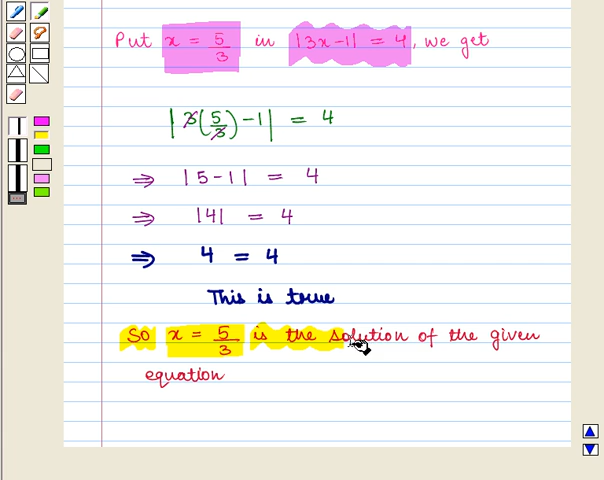 Put x = 5/3 in |3x-1| = 4, we get
|3(5/3)-1| = 4
⇒ |5-1| = 4
⇒ |4| = 4
⇒ 4 = 4
This is true
So x = 5/3 is the solution of the given
equation